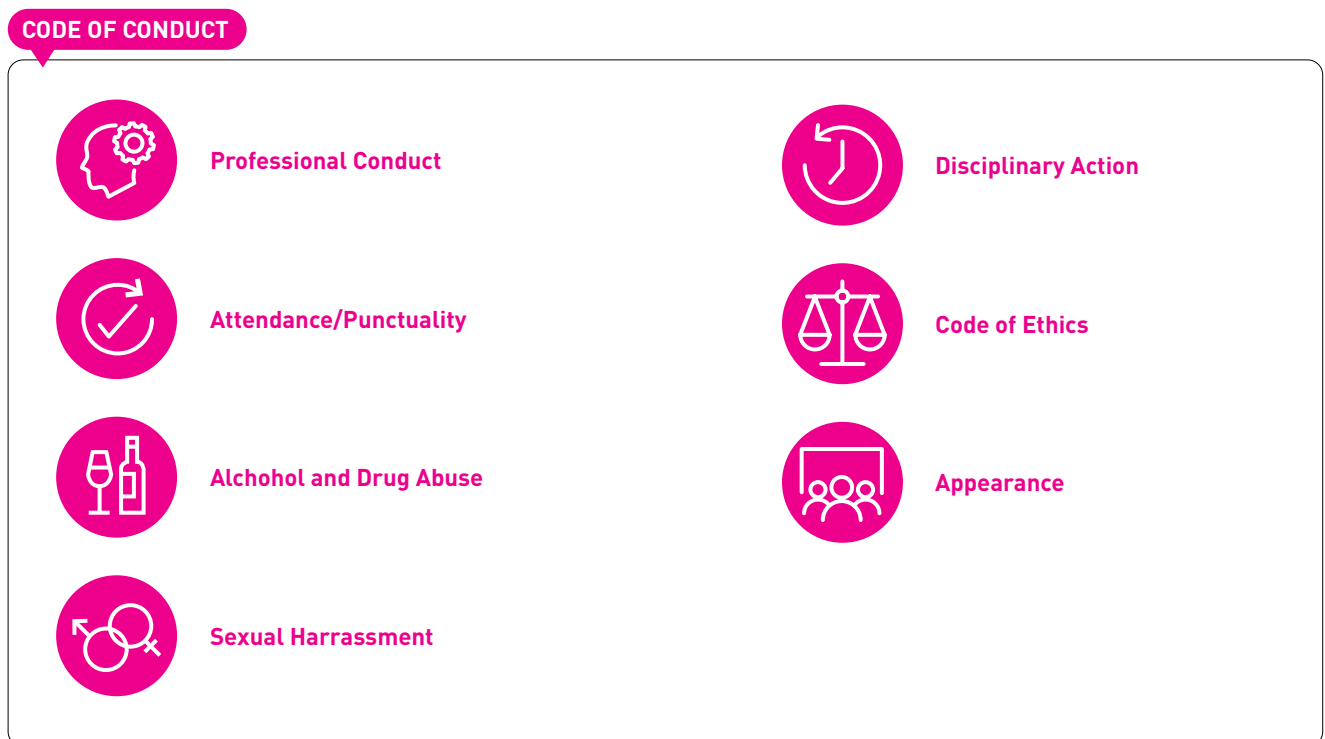 CODE OF CONDUCT
Professional Conduct
Attendance/Punctuality
Alchohol and Drug Abuse
Sexual Harrassment
Disciplinary Action
Code of Ethics
Appearance